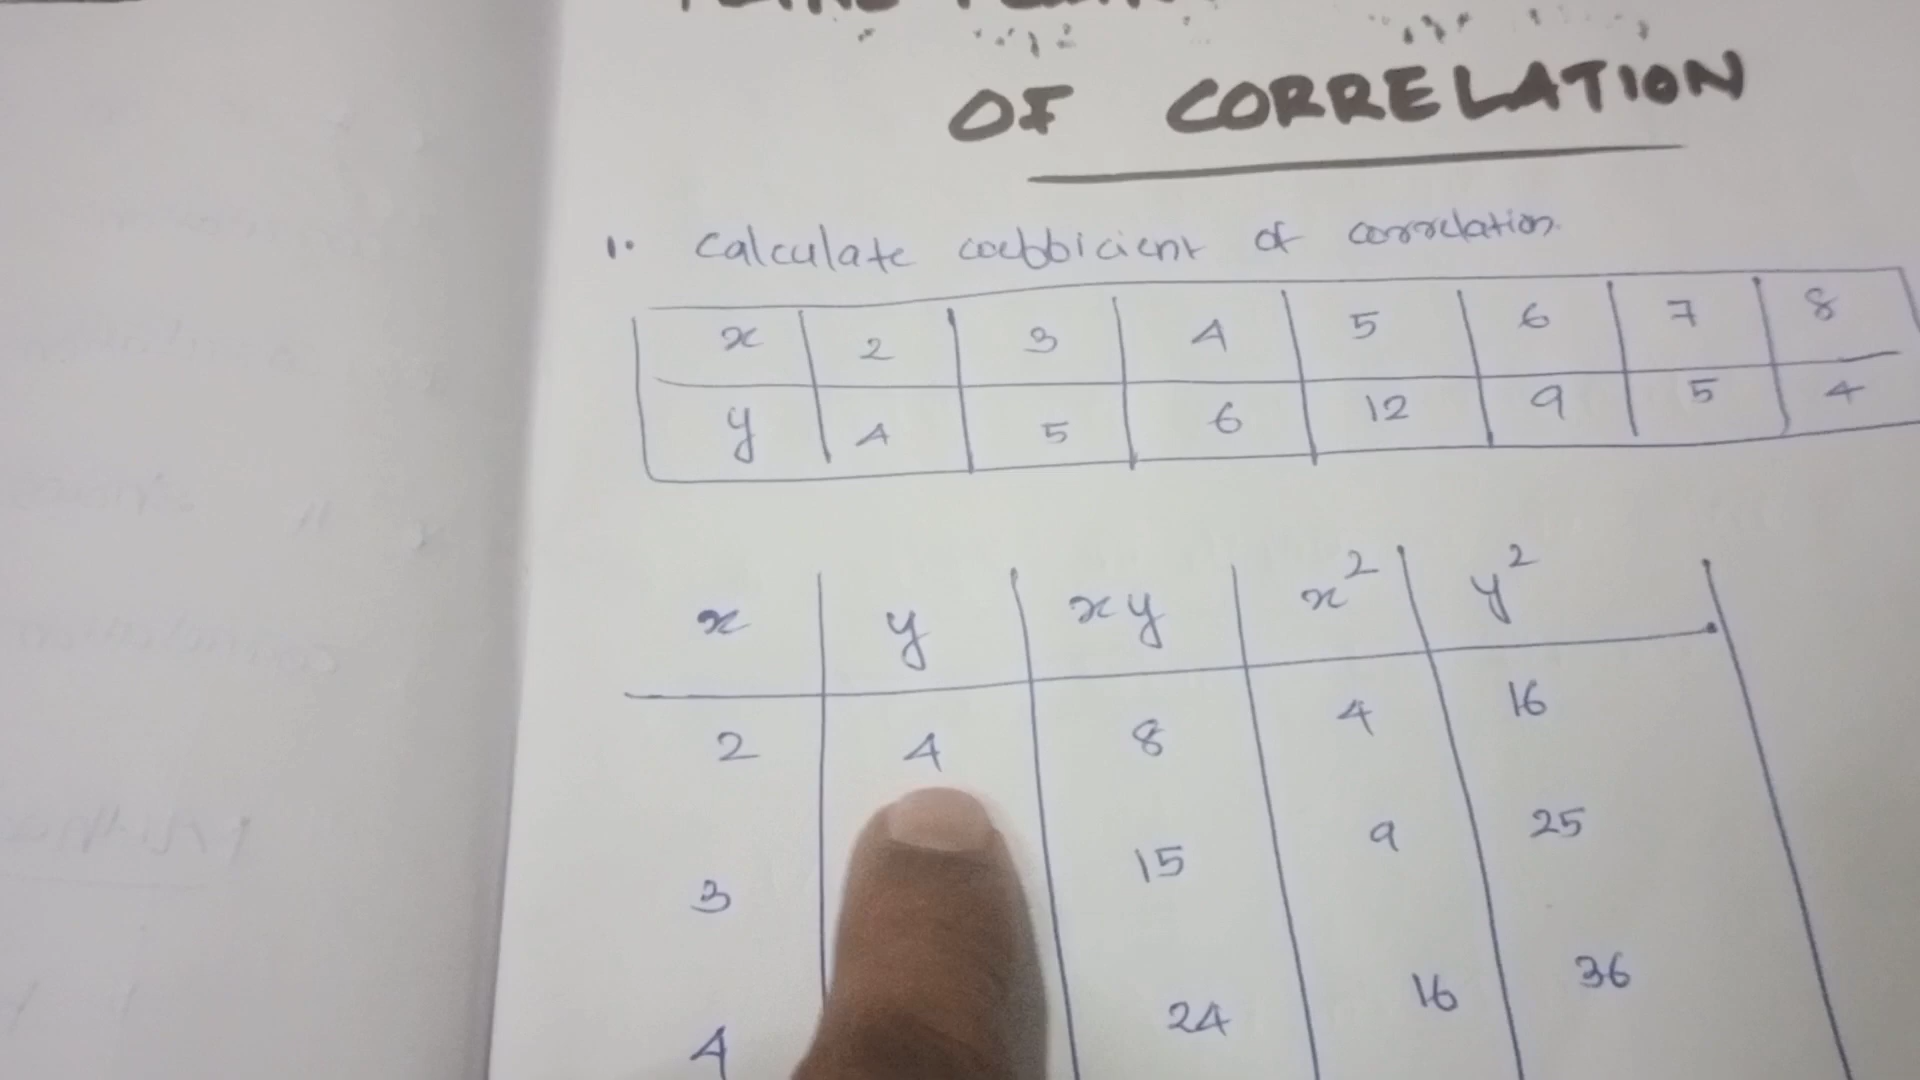 OF CORRELATION
1. Calculate coefficient of correlation.
x 2 3 4 5 6 7 8
y 4 5 6 12 9 5 4
x y xy x² y²
2 4 8 4 16
3 15 9 25
4 24 16 36